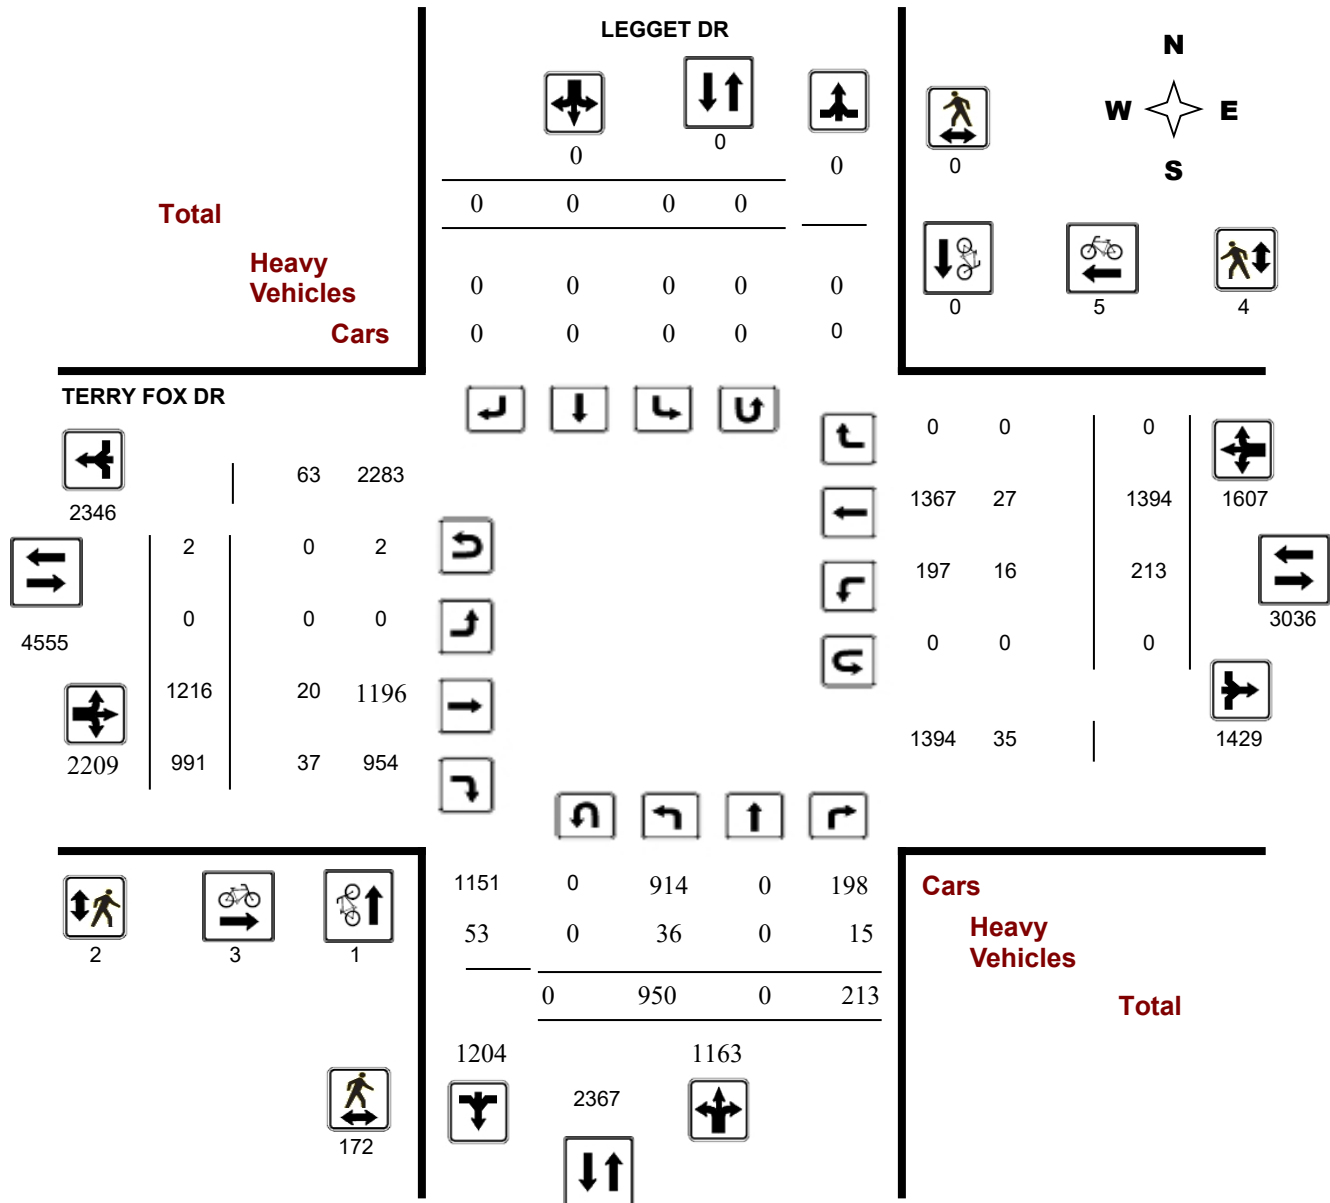 LEGGET DR
N
W E
S
0
0
0
0
Total
0 0 0 0
Heavy
Vehicles
0 0 0 0 0
Cars
0 0 0 0 0
0 5 4
TERRY FOX DR
63 2283
2346
2 0 2
4555
0 0 0
1216 20 1196
2209
991 37 954
0 0 0
1367 27 1394 1607
197 16 213
3036
0 0 0
1394 35 1429
1151 0 914 0 198
Cars
53 0 36 0 15
Heavy
Vehicles
0 950 0 213
Total
2 3 1
1204 1163
2367
172